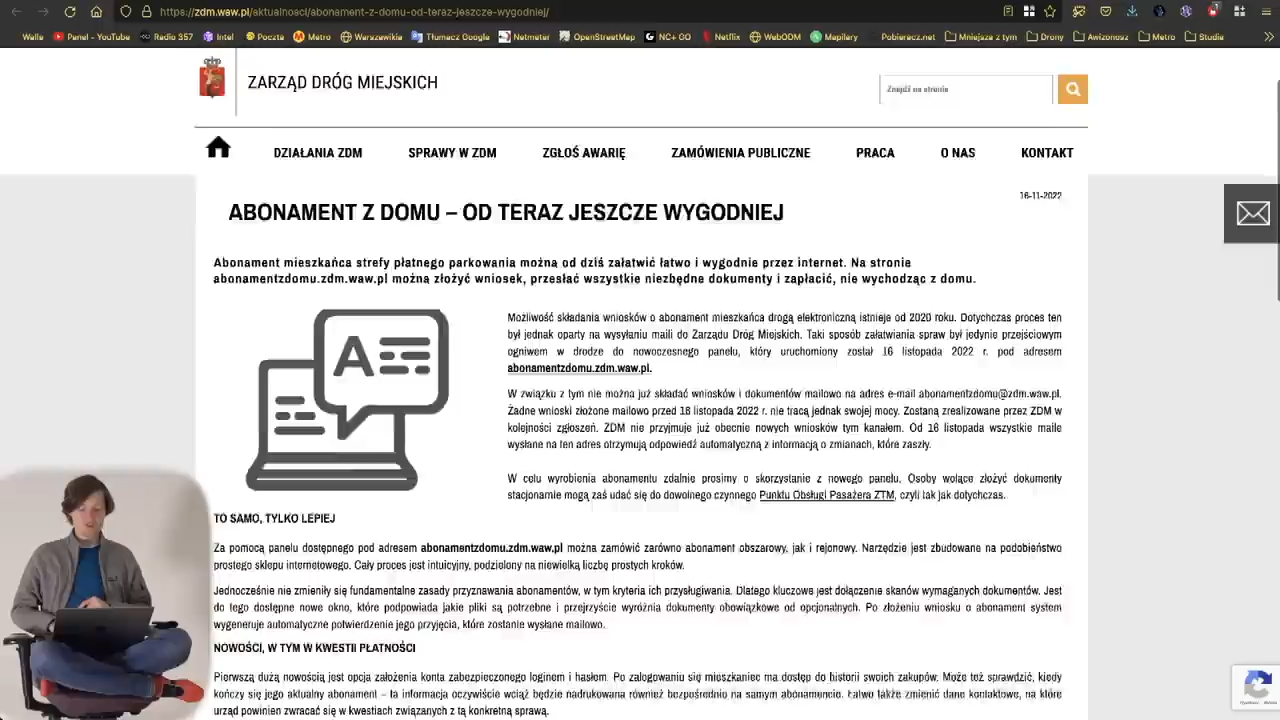 https://zdm.waw.pl/aktualnosci/abonament-z-domu-od-teraz-jeszcze-wygodniej/
Walle Panel - YouTube Radio 357 Intel Poczta Metro Warszawikia Z-metro Tłumacz Google Netmeter OpenStreetMap NC+ GO Netflix WeboDM Mapilery Pobierz.net Miejsca z tym Drony Awizonosz Metro Studia
ZARZĄD DRÓG MIEJSKICH
Znajdź na stronie
DZIAŁANIA ZDM SPRAWY W ZDM ZGŁOŚ AWARIĘ ZAMÓWIENIA PUBLICZNE PRACA O NAS KONTAKT
16-11-2022
ABONAMENT Z DOMU – OD TERAZ JESZCZE WYGODNIEJ
Abonament mieszkańca strefy płatnego parkowania można od dziś załatwić łatwo i wygodnie przez internet. Na stronie
abonamentzdomu.zdm.waw.pl można złożyć wniosek, przesłać wszystkie niezbędne dokumenty i zapłacić, nie wychodząc z domu.
A
Możliwość składania wniosków o abonament mieszkańca drogą elektroniczną istnieje od 2020 roku. Dotychczas proces ten
był jednak oparty na wysyłaniu maili do Zarządu Dróg Miejskich. Taki sposób załatwiania spraw był jedynie przejściowym
ogniwem w drodze do nowoczesnego panelu, który uruchomiony został 16 listopada 2022 r. pod adresem
abonamentzdomu.zdm.waw.pl.
W związku z tym nie można już składać wniosków i dokumentów mailowo na adres e-mail abonamentzdomu@zdm.waw.pl.
Żadne wnioski złożone mailowo przed 16 listopada 2022 r. nie tracą jednak swojej mocy. Zostaną zrealizowane przez ZDM w
kolejności zgłoszeń. ZDM nie przyjmuje już obecnie nowych wniosków tym kanałem. Od 16 listopada wszystkie maile
wysłane na ten adres otrzymują odpowiedź automatyczną z informacją o zmianach, które zaszły.
W celu wyrobienia abonamentu zdalnie prosimy o skorzystanie z nowego panelu. Osoby wolące złożyć dokumenty
stacjonarnie mogą zaś udać się do dowolnego czynnego Punktu Obsługi Pasażera ZTM, czyli tak jak dotychczas.
TO SAMO, TYLKO LEPIEJ
Za pomocą panelu dostępnego pod adresem abonamentzdomu.zdm.waw.pl można zamówić zarówno abonament obszarowy, jak i rejonowy. Narzędzie jest zbudowane na podobieństwo
prostego sklepu internetowego. Cały proces jest intuicyjny, podzielony na niewielką liczbę prostych kroków.
Jednocześnie nie zmieniły się fundamentalne zasady przyznawania abonamentów, w tym kryteria ich przysługiwania. Dlatego kluczowe jest dołączenie skanów wymaganych dokumentów. Jest
do tego dostępne nowe okno, które podpowiada jakie pliki są potrzebne i przejrzyście wyróżnia dokumenty obowiązkowe od opcjonalnych. Po złożeniu wniosku o abonament system
wygeneruje automatyczne potwierdzenie jego przyjęcia, które zostanie wysłane mailowo.
NOWOŚCI, W TYM W KWESTII PŁATNOŚCI
Pierwszą dużą nowością jest opcja założenia konta zabezpieczonego loginem i hasłem. Po zalogowaniu się mieszkaniec ma dostęp do historii swoich zakupów. Może też sprawdzić, kiedy
kończy się jego aktualny abonament – ta informacja oczywiście wciąż będzie nadrukowana również bezpośrednio na samym abonamencie. Łatwo także zmienić dane kontaktowe, na które
urząd powinien zwracać się w kwestiach związanych z tą konkretną sprawą.